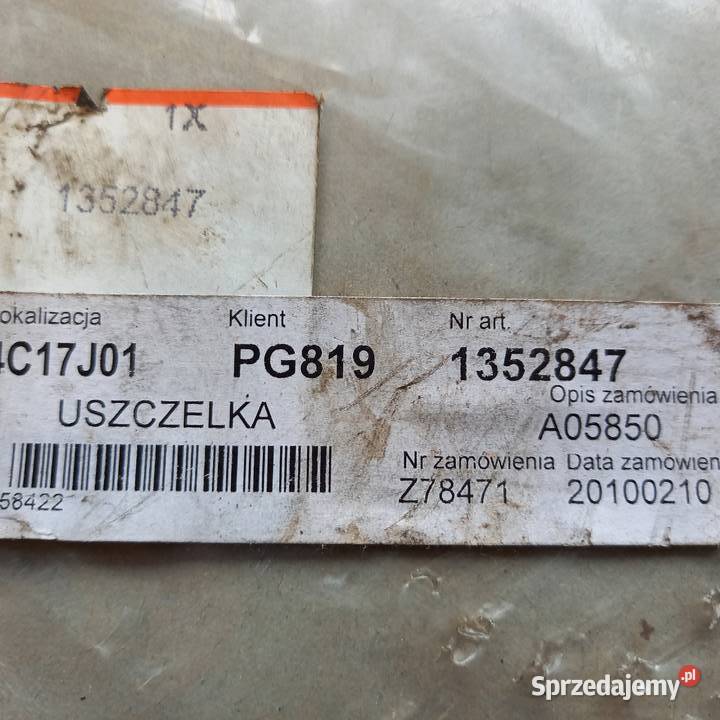 1X
1352847
okalizacja Klient Nr art.
4C17J01 PG819 1352847
Opis zamówienia
USZCZELKA A05850
Nr zamówienia Data zamówien
58422 Z78471 20100210
Sprzedajemy.pl